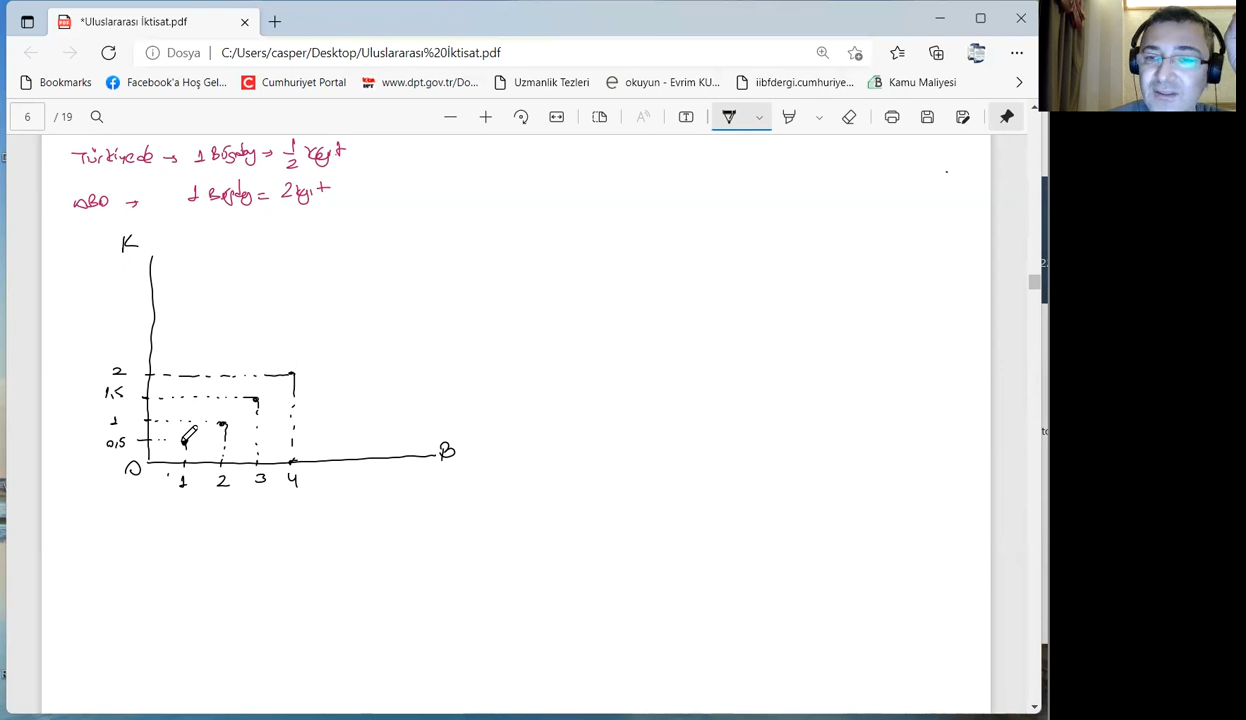 *Uluslararası İktisat.pdf
Dosya C:/Users/casper/Desktop/Uluslararası%20İktisat.pdf
Bookmarks Facebook'a Hoş Gel... Cumhuriyet Portal www.dpt.gov.tr/Do... Uzmanlik Tezleri okuyun - Evrim KU... iibfdergi.cumhuriye... Kamu Maliyesi
6 / 19
Türkiyede → 1 Buğday = 1/2 Kağıt
ABD → 1 Buğday = 2 kağıt
K
2
1,5
1
0,5
B
O 1 2 3 4